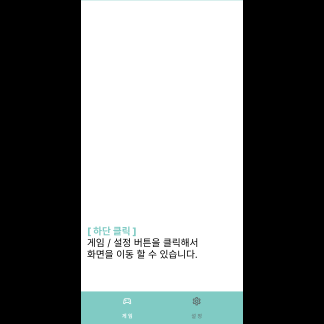 [ 하단 클릭 ]
게임 / 설정 버튼을 클릭해서
화면을 이동 할 수 있습니다.
게임
설정